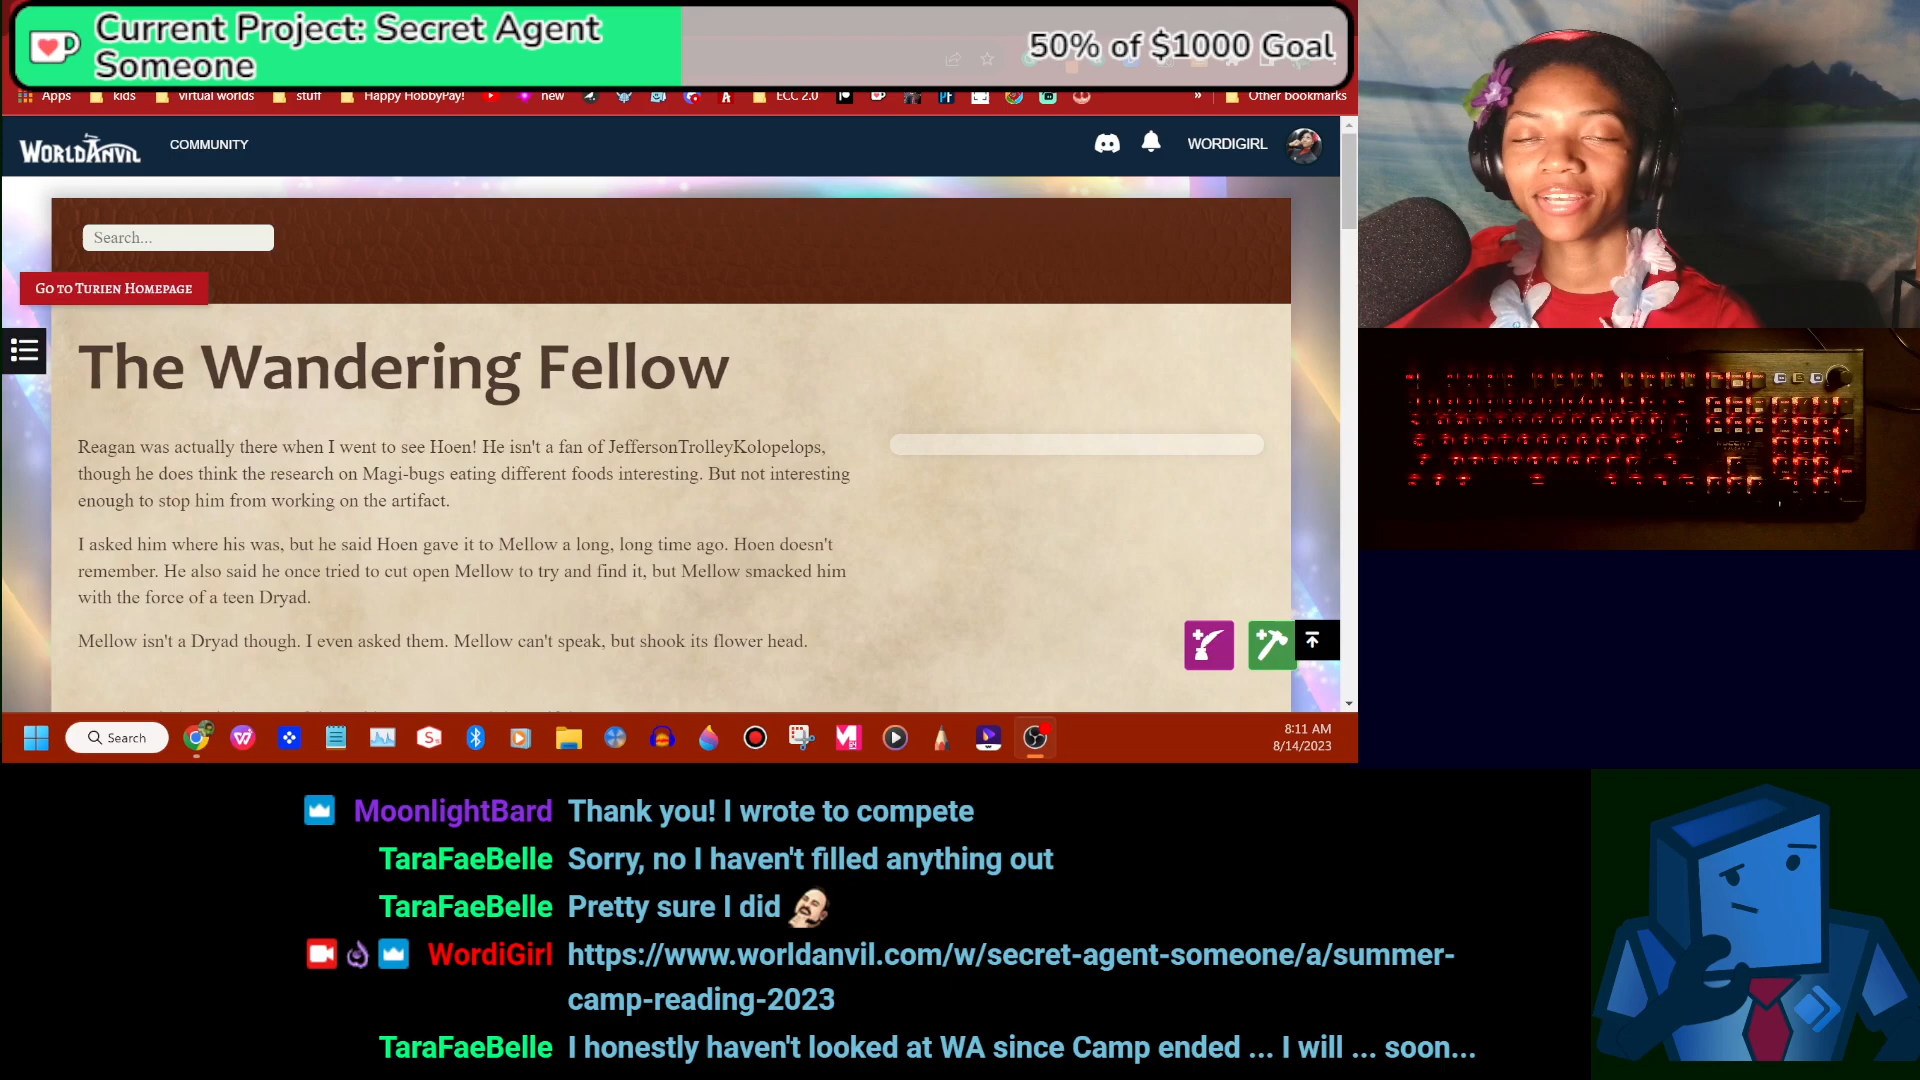 Current Project: Secret Agent
Someone
50% of $1000 Goal
Apps kids virtual worlds stuff Happy HobbyPay! new ECC 2.0 » Other bookmarks
WORLDANVIL COMMUNITY WORDIGIRL
Search...
GO TO TURIEN HOMEPAGE
The Wandering Fellow
Reagan was actually there when I went to see Hoen! He isn't a fan of JeffersonTrolleyKolopelops,
though he does think the research on Magi-bugs eating different foods interesting. But not interesting
enough to stop him from working on the artifact.
I asked him where his was, but he said Hoen gave it to Mellow a long, long time ago. Hoen doesn't
remember. He also said he once tried to cut open Mellow to try and find it, but Mellow smacked him
with the force of a teen Dryad.
Mellow isn't a Dryad though. I even asked them. Mellow can't speak, but shook its flower head.
Search
8:11 AM
8/14/2023
MoonlightBard Thank you! I wrote to compete
TaraFaeBelle Sorry, no I haven't filled anything out
TaraFaeBelle Pretty sure I did
WordiGirl https://www.worldanvil.com/w/secret-agent-someone/a/summer-
camp-reading-2023
TaraFaeBelle I honestly haven't looked at WA since Camp ended ... I will ... soon...